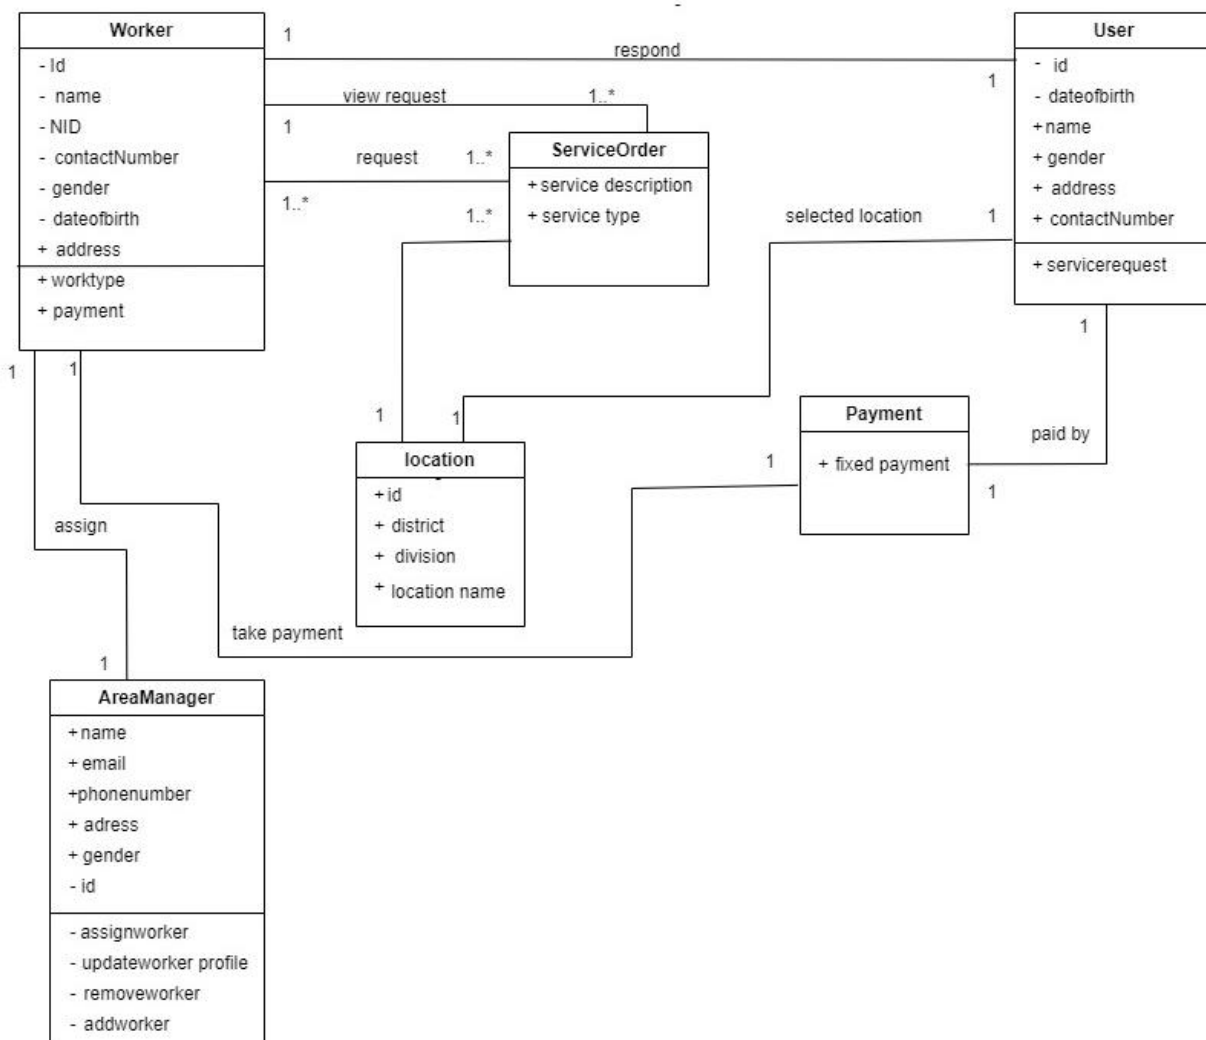 Worker
- Id
- name
- NID
- contactNumber
- gender
- dateofbirth
+ address
+ worktype
+ payment
1
respond
1
User
- id
- dateofbirth
+name
+ gender
+ address
+ contactNumber
+ servicerequest
view request
1..*
1
request
1..*
1..*
1..*
ServiceOrder
+ service description
+ service type
selected location
1
1
1
location
+ id
+ district
+ division
+ location name
1
1
assign
take payment
1
Payment
+ fixed payment
1
paid by
1
1
AreaManager
+name
+ email
+phonenumber
+ adress
+ gender
- id
- assignworker
- updateworker profile
- removeworker
- addworker